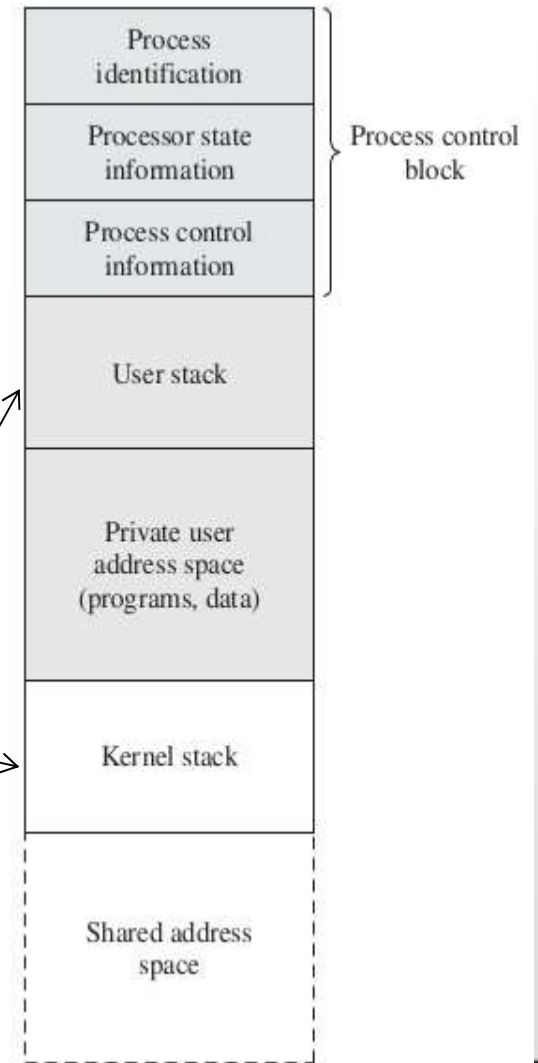 Process
identification
Processor state
information
Process control
block
Process control
information
User stack
Private user
address space
(programs, data)
Kernel stack
Shared address
space